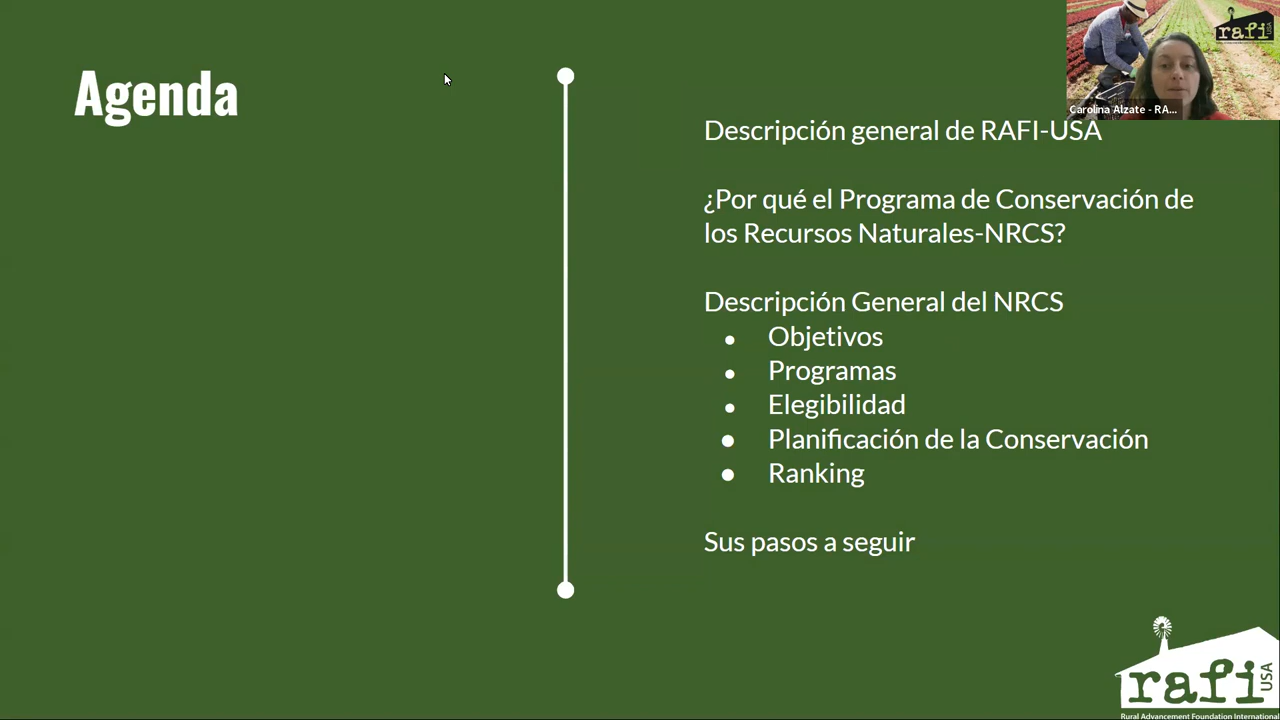 Agenda
rafi
USA
Carolina Alzate - RA...
Descripción general de RAFI-USA
¿Por qué el Programa de Conservación de
los Recursos Naturales-NRCS?
Descripción General del NRCS
● Objetivos
● Programas
● Elegibilidad
● Planificación de la Conservación
● Ranking
Sus pasos a seguir
rafi
USA
Rural Advancement Foundation International